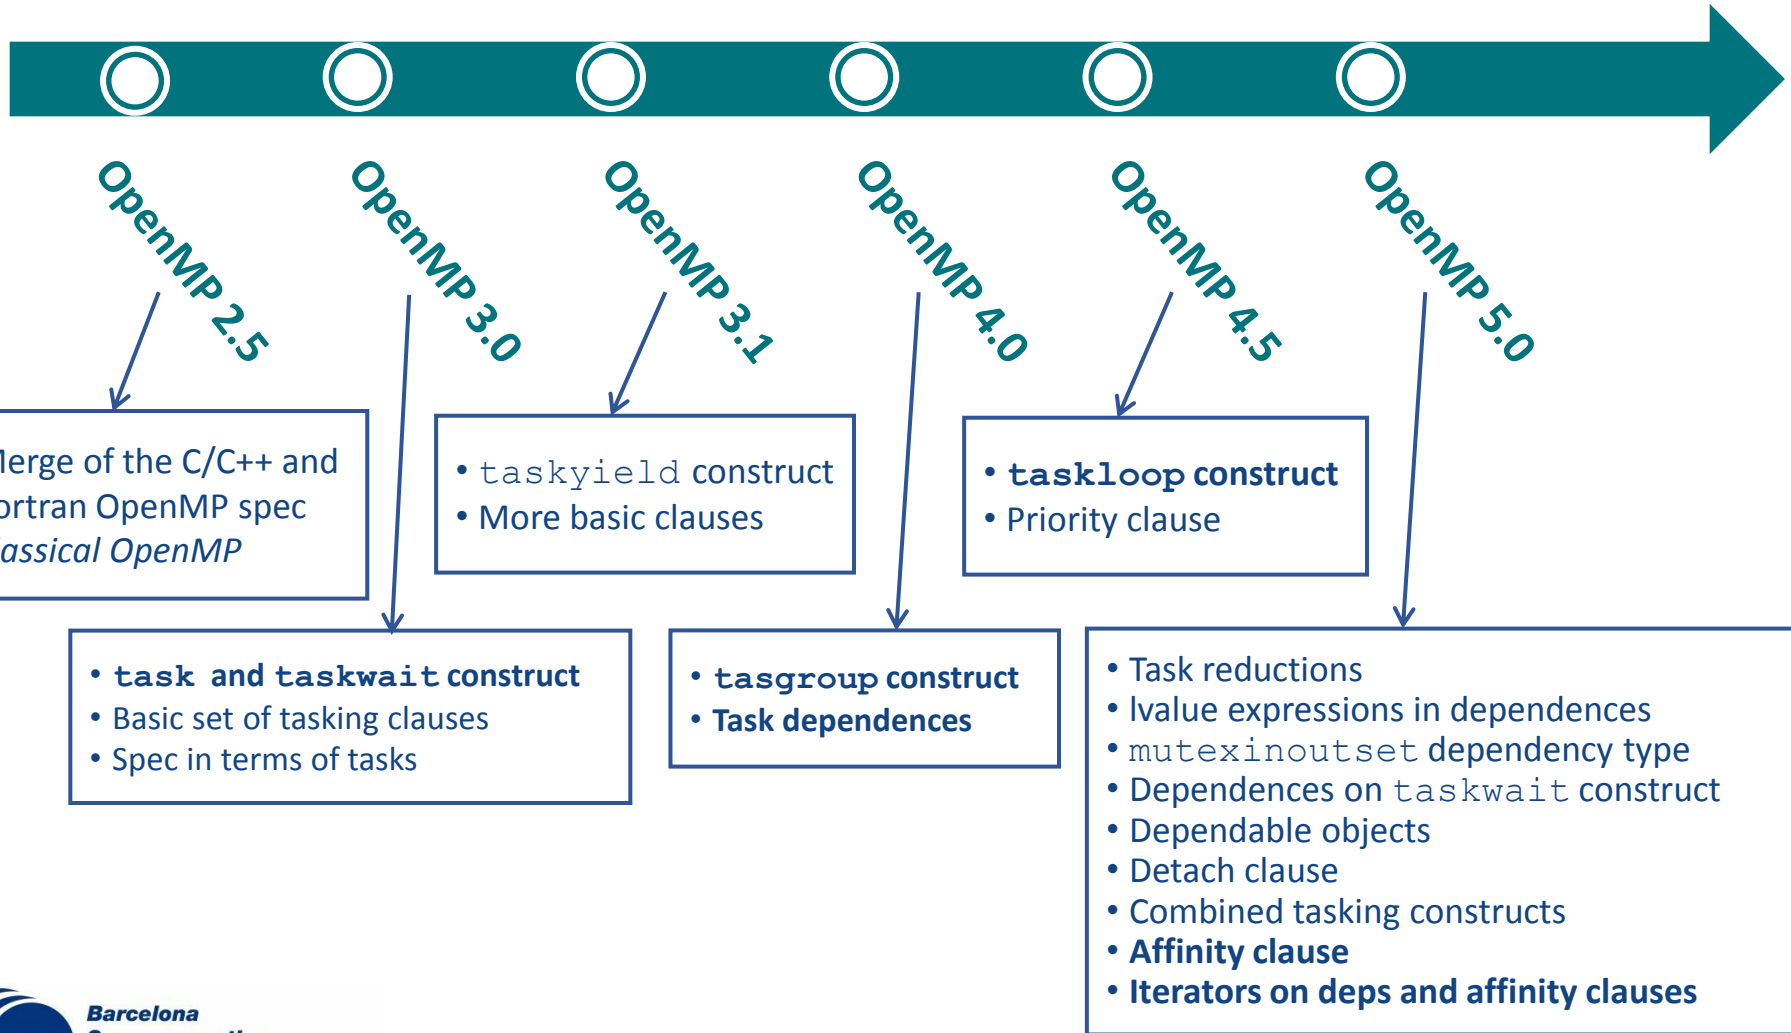 OpenMP 2.5
OpenMP 3.0
OpenMP 3.1
OpenMP 4.0
OpenMP 4.5
OpenMP 5.0
erge of the C/C++ and
ortran OpenMP spec
lassical OpenMP
• task and taskwait construct
• Basic set of tasking clauses
• Spec in terms of tasks
• taskyield construct
• More basic clauses
• tasgroup construct
• Task dependences
• taskloop construct
• Priority clause
• Task reductions
• lvalue expressions in dependences
• mutexinoutset dependency type
• Dependences on taskwait construct
• Dependable objects
• Detach clause
• Combined tasking constructs
• Affinity clause
• Iterators on deps and affinity clauses
Barcelona